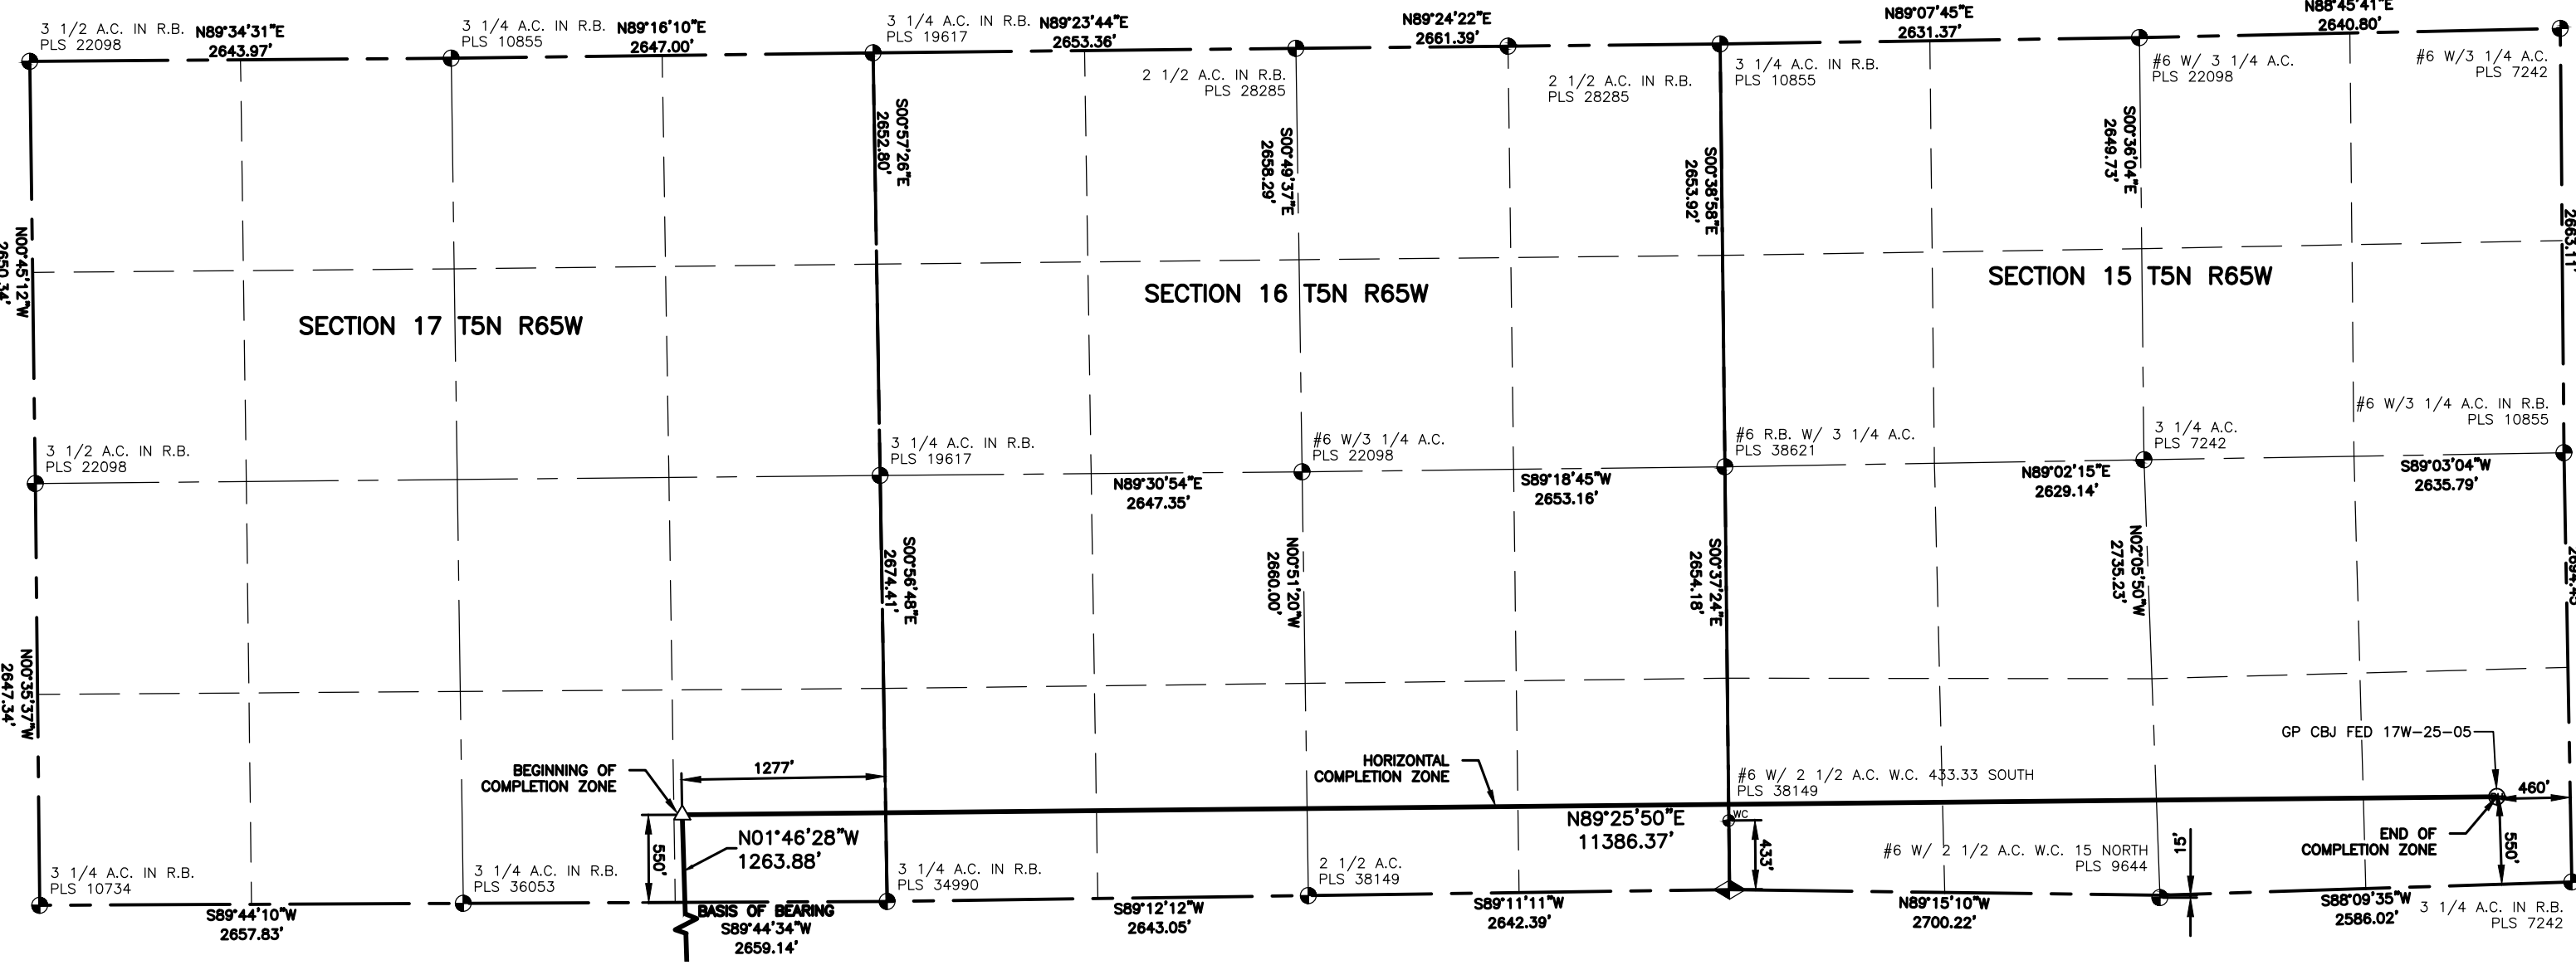 3 1/2 A.C. IN R.B.
PLS 22098
N89°34'31"E
2643.97'
3 1/4 A.C. IN R.B.
PLS 10855
N89°16'10"E
2647.00'
3 1/4 A.C. IN R.B.
PLS 19617
N89°23'44"E
2653.36'
2 1/2 A.C. IN R.B.
PLS 28285
N89°24'22"E
2661.39'
2 1/2 A.C. IN R.B.
PLS 28285
3 1/4 A.C. IN R.B.
PLS 10855
N89°07'45"E
2631.37'
#6 W/ 3 1/4 A.C.
PLS 22098
N88°45'41"E
2640.80'
#6 W/3 1/4 A.C.
PLS 7242
S00°57'26"E
2652.80'
S00°49'37"E
2658.29'
S00°38'58"E
2653.92'
S00°36'04"E
2649.73'
2663.11'
N00°45'12"W
2650.34'
SECTION 17 T5N R65W
SECTION 16 T5N R65W
SECTION 15 T5N R65W
3 1/2 A.C. IN R.B.
PLS 22098
3 1/4 A.C. IN R.B.
PLS 19617
N89°30'54"E
2647.35'
#6 W/3 1/4 A.C.
PLS 22098
S89°18'45"W
2653.16'
#6 R.B. W/ 3 1/4 A.C.
PLS 38621
N89°02'15"E
2629.14'
3 1/4 A.C.
PLS 7242
#6 W/3 1/4 A.C. IN R.B.
PLS 10855
S89°03'04"W
2635.79'
N00°35'37"W
2647.34'
S00°56'48"E
2674.41'
N00°51'20"W
2660.00'
S00°37'24"E
2654.18'
N02°05'50"W
2735.23'
BEGINNING OF
COMPLETION ZONE
1277'
HORIZONTAL
COMPLETION ZONE
#6 W/ 2 1/2 A.C. W.C. 433.33 SOUTH
PLS 38149
GP CBJ FED 17W-25-05
460'
550'
N01°46'28"W
1263.88'
N89°25'50"E
11386.37'
WC
433'
#6 W/ 2 1/2 A.C. W.C. 15 NORTH
PLS 9644
15'
END OF
COMPLETION ZONE
550'
3 1/4 A.C. IN R.B.
PLS 10734
S89°44'10"W
2657.83'
3 1/4 A.C. IN R.B.
PLS 36053
BASIS OF BEARING
S89°44'34"W
2659.14'
3 1/4 A.C. IN R.B.
PLS 34990
S89°12'12"W
2643.05'
2 1/2 A.C.
PLS 38149
S89°11'11"W
2642.39'
N89°15'10"W
2700.22'
S88°09'35"W
2586.02'
3 1/4 A.C. IN R.B.
PLS 7242